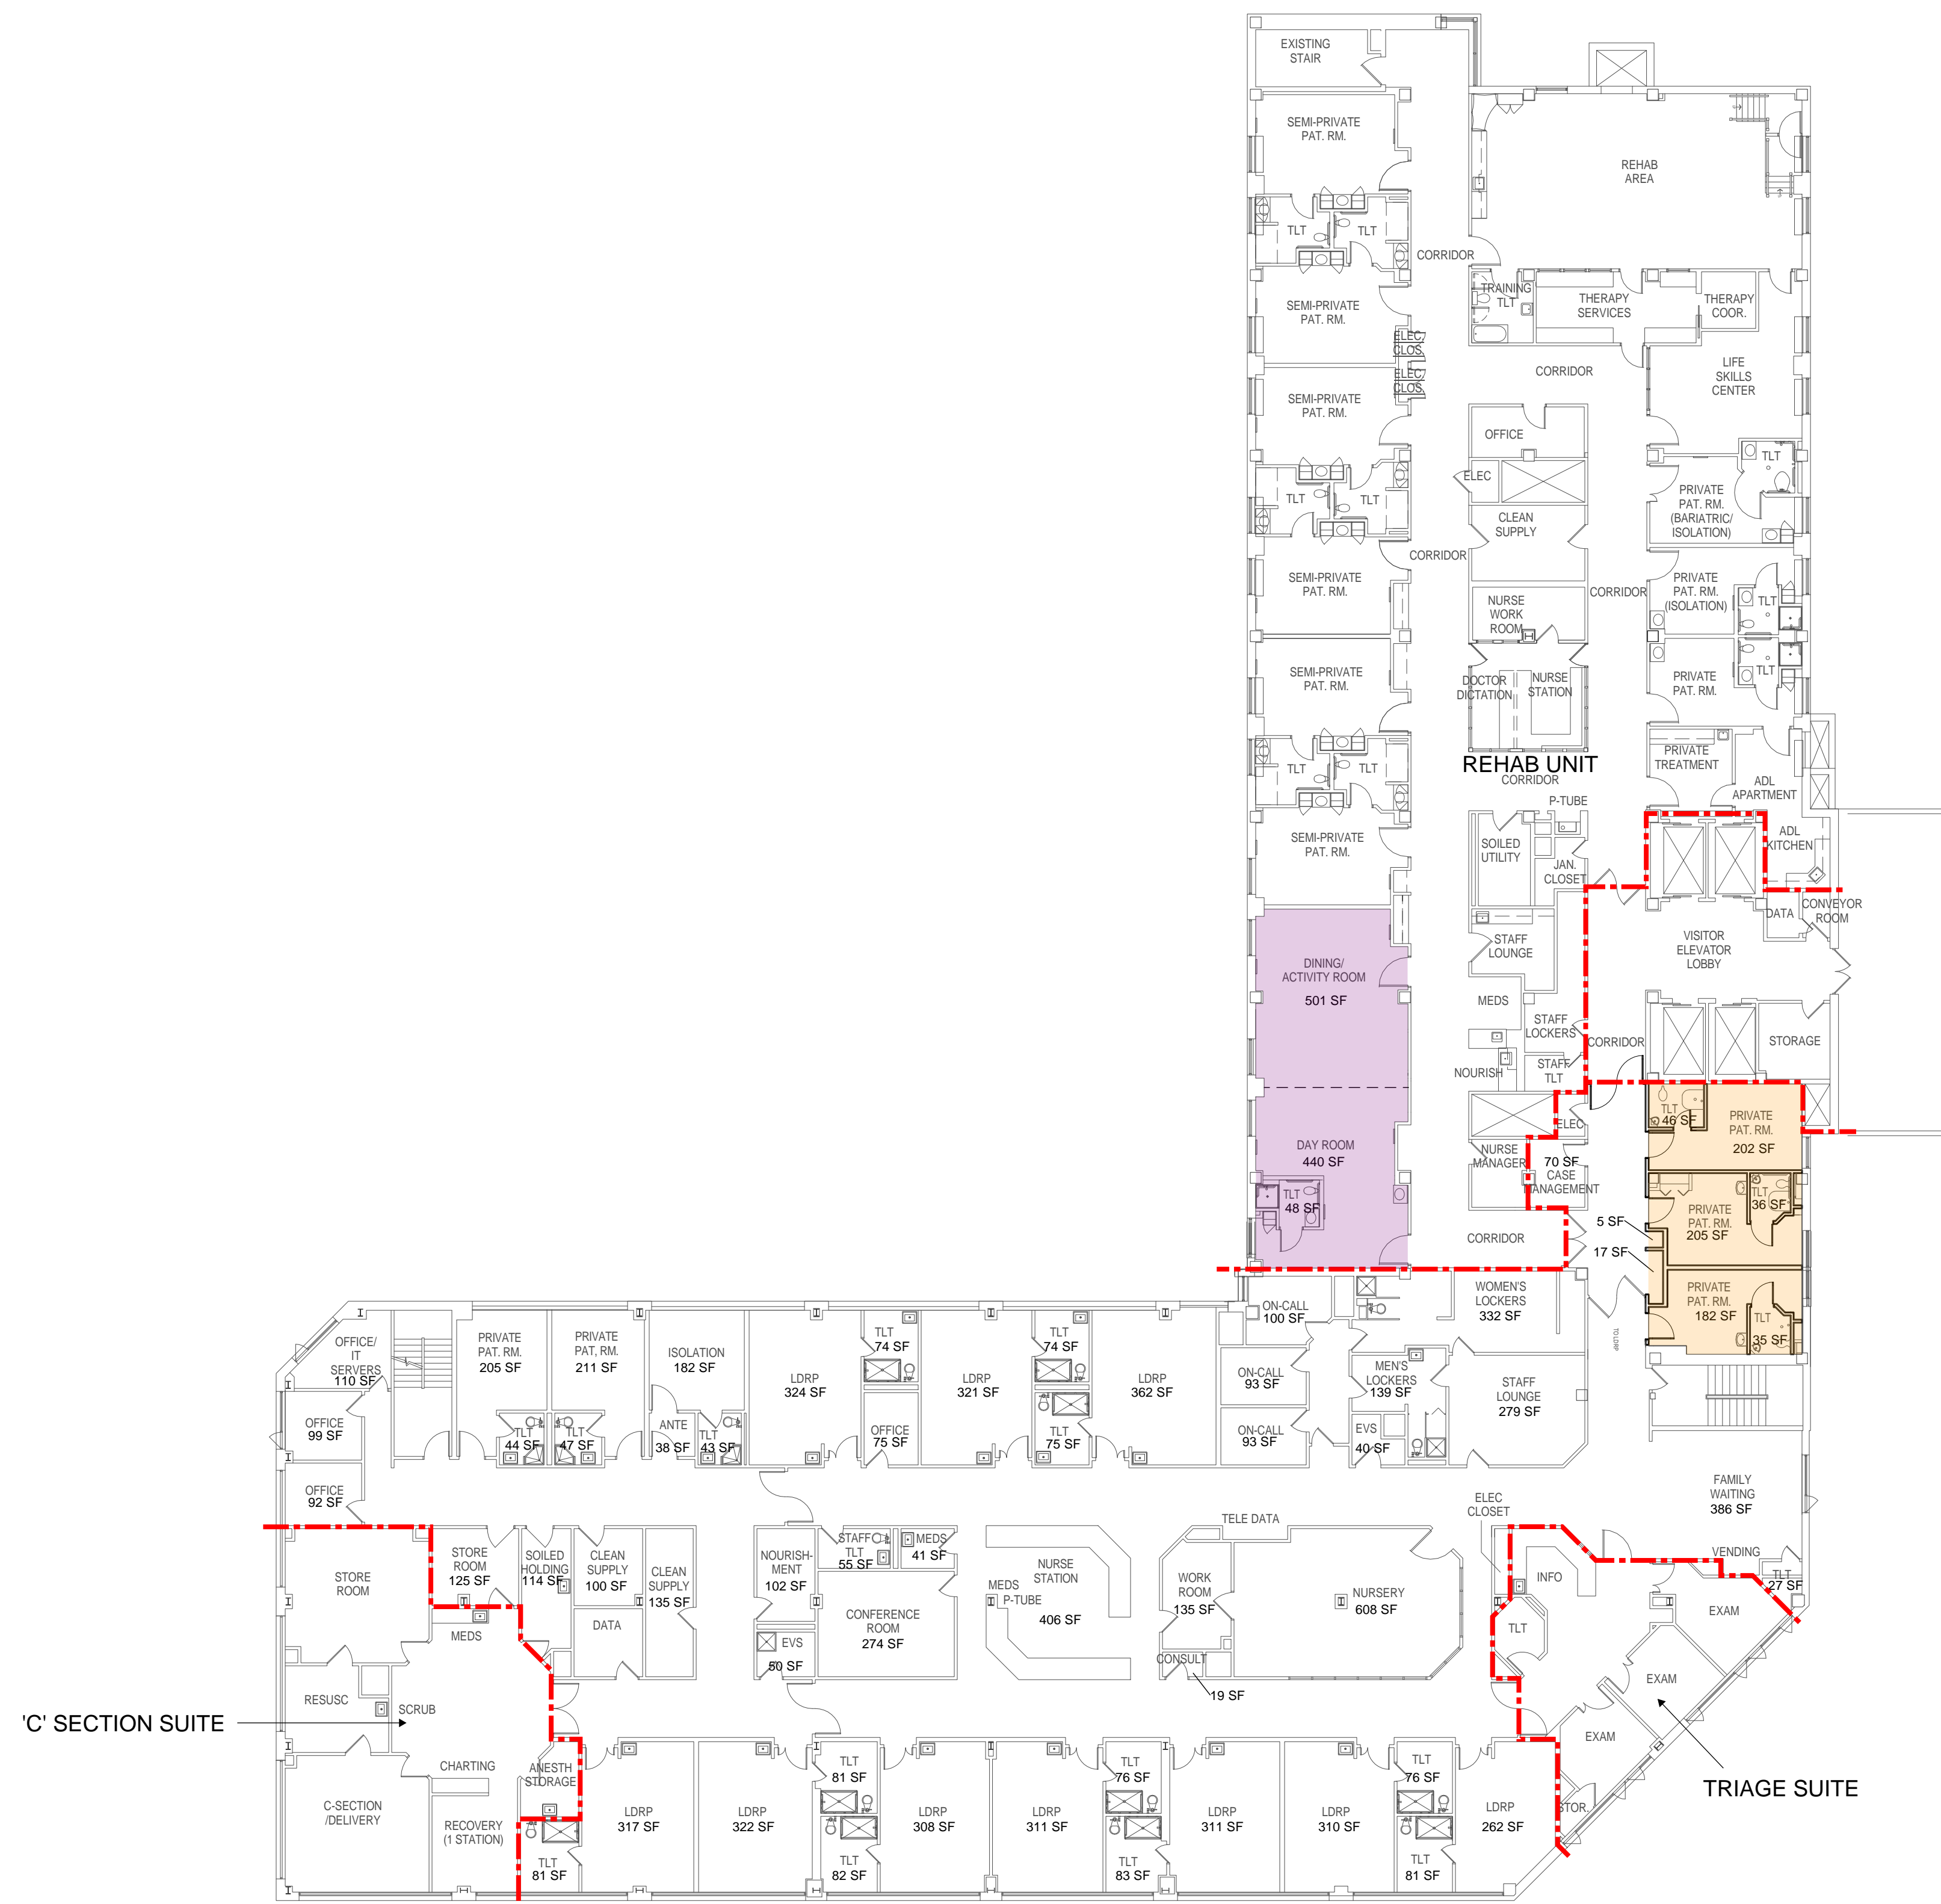 EXISTING
STAIR
SEMI-PRIVATE
PAT. RM.
REHAB
AREA
TLT
TLT
CORRIDOR
SEMI-PRIVATE
PAT. RM.
TRAINING
TLT
THERAPY
SERVICES
THERAPY
COOR.
ELEC.
CLOS.
ELEC.
CLOS.
CORRIDOR
LIFE
SKILLS
CENTER
SEMI-PRIVATE
PAT. RM.
OFFICE
TLT
ELEC
TLT
TLT
PRIVATE
PAT. RM.
(BARIATRIC/
ISOLATION)
CLEAN
SUPPLY
CORRIDOR
SEMI-PRIVATE
PAT. RM.
CORRIDOR
PRIVATE
PAT. RM.
(ISOLATION)
TLT
NURSE
WORK
ROOM
SEMI-PRIVATE
PAT. RM.
DOCTOR
DICTATION
NURSE
STATION
PRIVATE
PAT. RM.
TLT
REHAB UNIT
CORRIDOR
TLT
TLT
PRIVATE
TREATMENT
ADL
APARTMENT
P-TUBE
SEMI-PRIVATE
PAT. RM.
SOILED
UTILITY
JAN.
CLOSET
ADL
KITCHEN
DATA
CONVEYOR
ROOM
STAFF
LOUNGE
VISITOR
ELEVATOR
LOBBY
DINING/
ACTIVITY ROOM
501 SF
MEDS
STAFF
LOCKERS
CORRIDOR
STORAGE
NOURISH
STAFF
TLT
ELEC
TLT
46 SF
PRIVATE
PAT. RM.
202 SF
DAY ROOM
440 SF
NURSE
MANAGER
70 SF
CASE
MANAGEMENT
TLT
48 SF
TLT
36 SF
PRIVATE
PAT. RM.
205 SF
5 SF
17 SF
CORRIDOR
PRIVATE
PAT. RM.
182 SF
TLT
35 SF
TO LDRP
WOMEN'S
LOCKERS
332 SF
ON-CALL
100 SF
OFFICE/
IT
SERVERS
110 SF
PRIVATE
PAT. RM.
205 SF
PRIVATE
PAT, RM.
211 SF
ISOLATION
182 SF
LDRP
324 SF
TLT
74 SF
LDRP
321 SF
TLT
74 SF
LDRP
362 SF
ON-CALL
93 SF
MEN'S
LOCKERS
139 SF
STAFF
LOUNGE
279 SF
OFFICE
99 SF
TLT
44 SF
TLT
47 SF
ANTE
38 SF
TLT
43 SF
OFFICE
75 SF
TLT
75 SF
ON-CALL
93 SF
EVS
40 SF
OFFICE
92 SF
FAMILY
WAITING
386 SF
ELEC
CLOSET
TELE DATA
STORE
ROOM
STORE
ROOM
125 SF
SOILED
HOLDING
114 SF
CLEAN
SUPPLY
100 SF
CLEAN
SUPPLY
135 SF
NOURISH-
MENT
102 SF
STAFF
TLT
55 SF
MEDS
41 SF
NURSE
STATION
MEDS
P-TUBE
406 SF
WORK
ROOM
135 SF
NURSERY
608 SF
INFO
VENDING
TLT
27 SF
EXAM
TLT
MEDS
DATA
CONFERENCE
ROOM
274 SF
EVS
50 SF
CONSULT
19 SF
EXAM
RESUSC
SCRUB
'C' SECTION SUITE
EXAM
TRIAGE SUITE
CHARTING
ANESTH
STORAGE
C-SECTION
/DELIVERY
RECOVERY
(1 STATION)
TLT
81 SF
LDRP
317 SF
LDRP
322 SF
TLT
81 SF
TLT
82 SF
LDRP
308 SF
LDRP
311 SF
TLT
76 SF
TLT
83 SF
LDRP
311 SF
LDRP
310 SF
TLT
76 SF
TLT
81 SF
LDRP
262 SF
STOR.